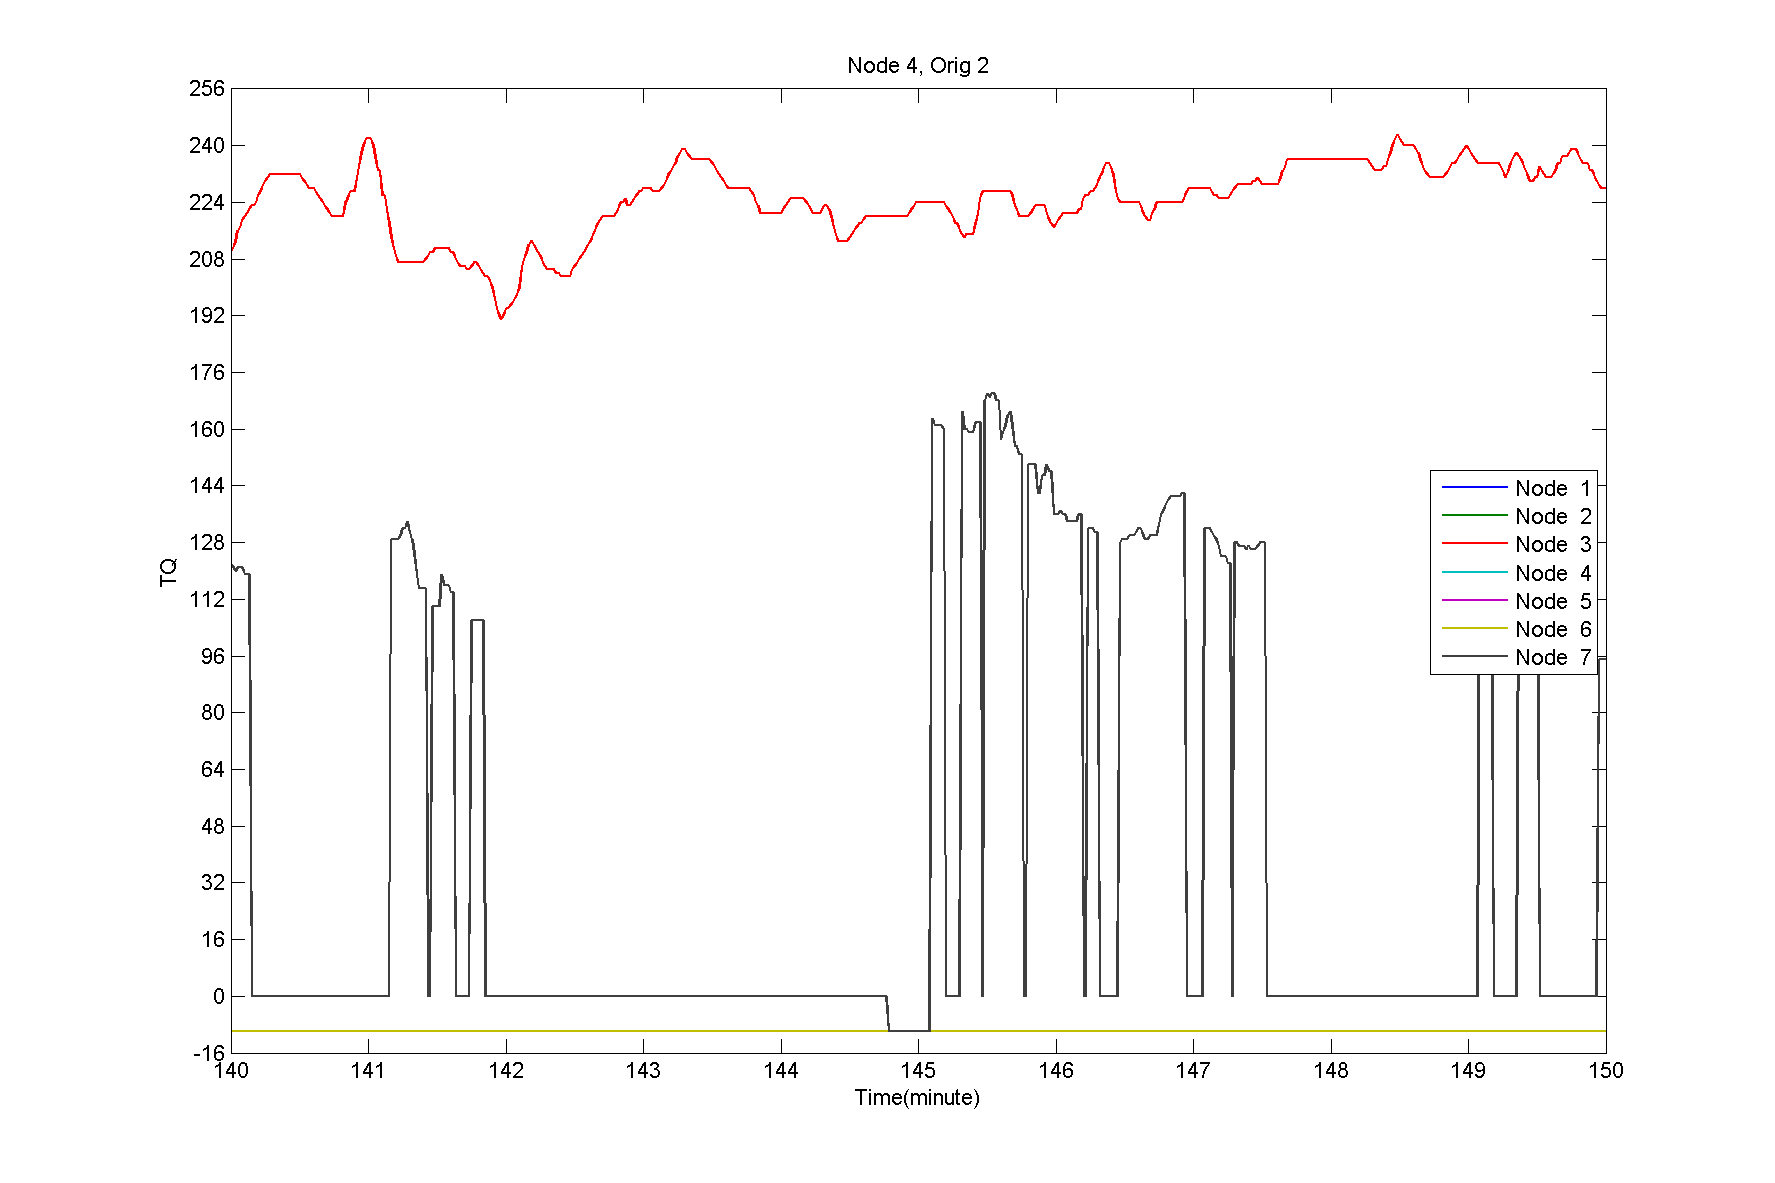 Node 4, Orig 2
256
240
224
208
192
176
160
144
128
112
96
80
64
48
32
16
0
-16
TQ
Node 1
Node 2
Node 3
Node 4
Node 5
Node 6
Node 7
140 141 142 143 144 145 146 147 148 149 150
Time(minute)